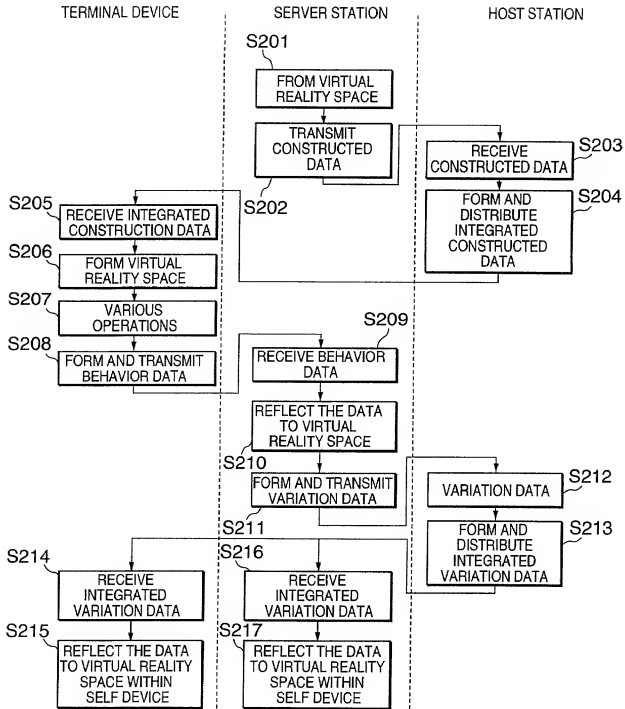 TERMINAL DEVICE
SERVER STATION
HOST STATION
S201
FROM VIRTUAL
REALITY SPACE
TRANSMIT
CONSTRUCTED
DATA
S202
S203
RECEIVE
CONSTRUCTED DATA
S204
FORM AND
DISTRIBUTE
INTEGRATED
CONSTRUCTED
DATA
S205
RECEIVE INTEGRATED
CONSTRUCTION DATA
S206
FORM VIRTUAL
REALITY SPACE
S207
VARIOUS
OPERATIONS
S208
FORM AND TRANSMIT
BEHAVIOR DATA
S209
RECEIVE BEHAVIOR
DATA
REFLECT THE DATA
TO VIRTUAL
REALITY SPACE
S210
FORM AND TRANSMIT
VARIATION DATA
S211
S212
VARIATION DATA
S213
FORM AND
DISTRIBUTE
INTEGRATED
VARIATION DATA
S214
RECEIVE
INTEGRATED
VARIATION DATA
S215
REFLECT THE DATA
TO VIRTUAL REALITY
SPACE WITHIN
SELF DEVICE
S216
RECEIVE
INTEGRATED
VARIATION DATA
S217
REFLECT THE DATA
TO VIRTUAL REALITY
SPACE WITHIN
SELF DEVICE